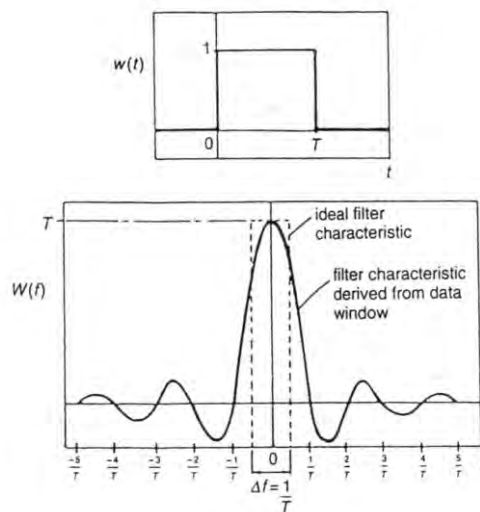 w(t)
1
0
T
t
T
W(f)
ideal filter
characteristic
filter characteristic
derived from data
window
-5/T -4/T -3/T -2/T -1/T 0 1/T 2/T 3/T 4/T 5/T
Δf = 1/T